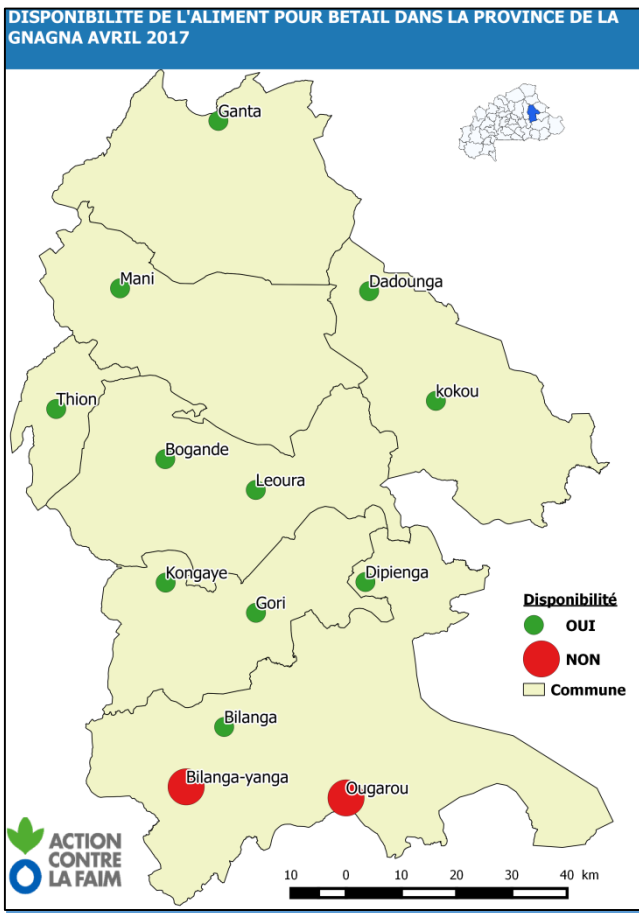 DISPONIBILITE DE L'ALIMENT POUR BETAIL DANS LA PROVINCE DE LA
GNAGNA AVRIL 2017
Ganta
Mani
Dadounga
Thion
kokou
Bogande
Leoura
Kongaye
Dipienga
Gori
Disponibilité
OUI
NON
Commune
Bilanga
Bilanga-yanga
Ougarou
ACTION
CONTRE
LA FAIM
10 0 10 20 30 40 km